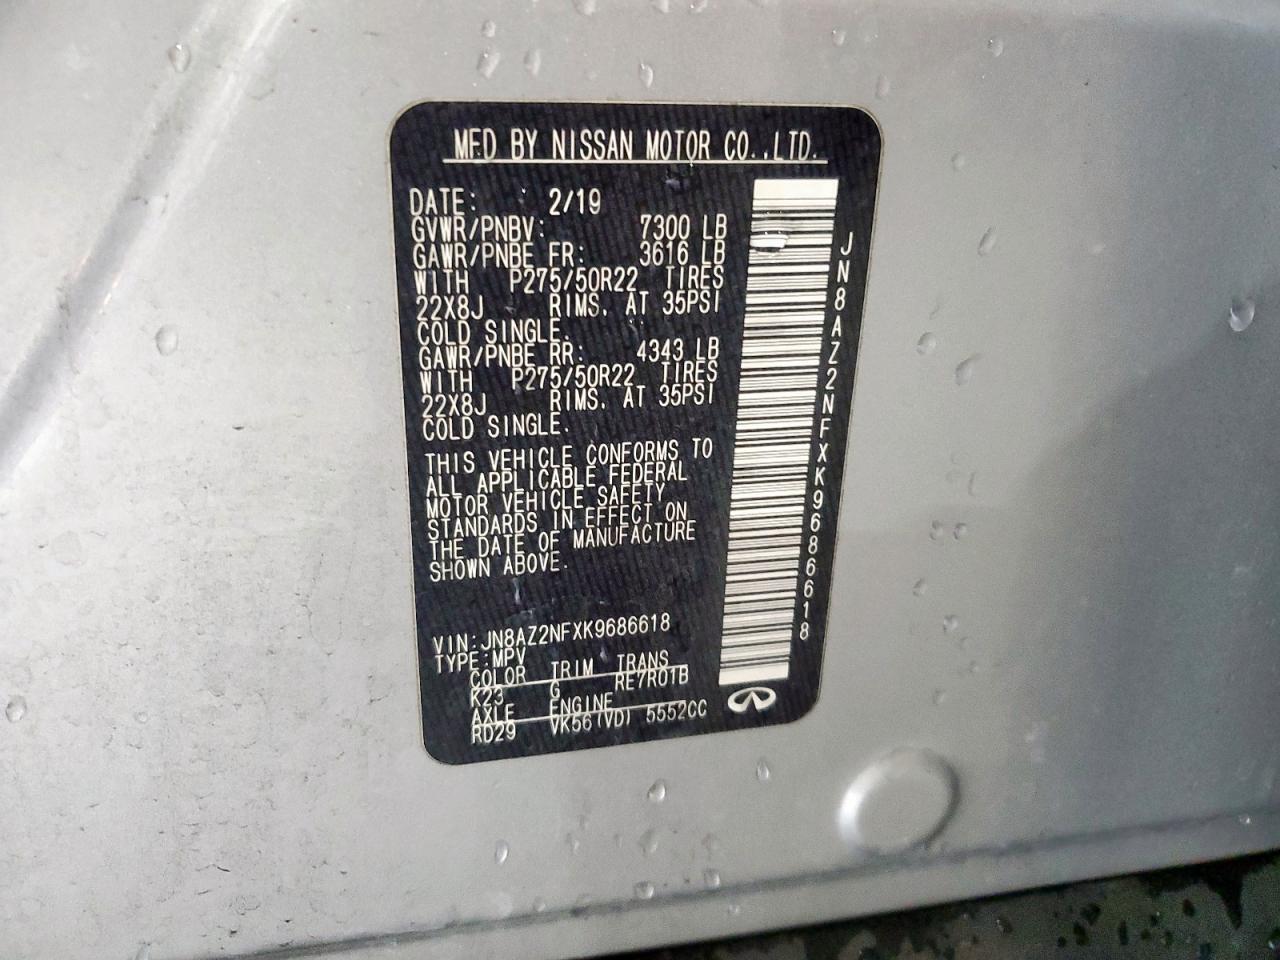 MFD BY NISSAN MOTOR CO.,LTD.
DATE: 2/19
GVWR/PNBV: 7300 LB
GAWR/PNBE FR: 3616 LB
WITH P275/50R22 TIRES
22X8J RIMS. AT 35PSI
COLD SINGLE.
GAWR/PNBE RR: 4343 LB
WITH P275/50R22 TIRES
22X8J RIMS. AT 35PSI
COLD SINGLE.
THIS VEHICLE CONFORMS TO
ALL APPLICABLE FEDERAL
MOTOR VEHICLE SAFETY
STANDARDS IN EFFECT ON
THE DATE OF MANUFACTURE
SHOWN ABOVE.
VIN:JN8AZ2NFXK9686618
TYPE:MPV
COLOR TRIM TRANS
K23 G RE7R01B
AXLE ENGINE
RD29 VK56(VD) 5552CC
JN8AZ2NFXK9686618